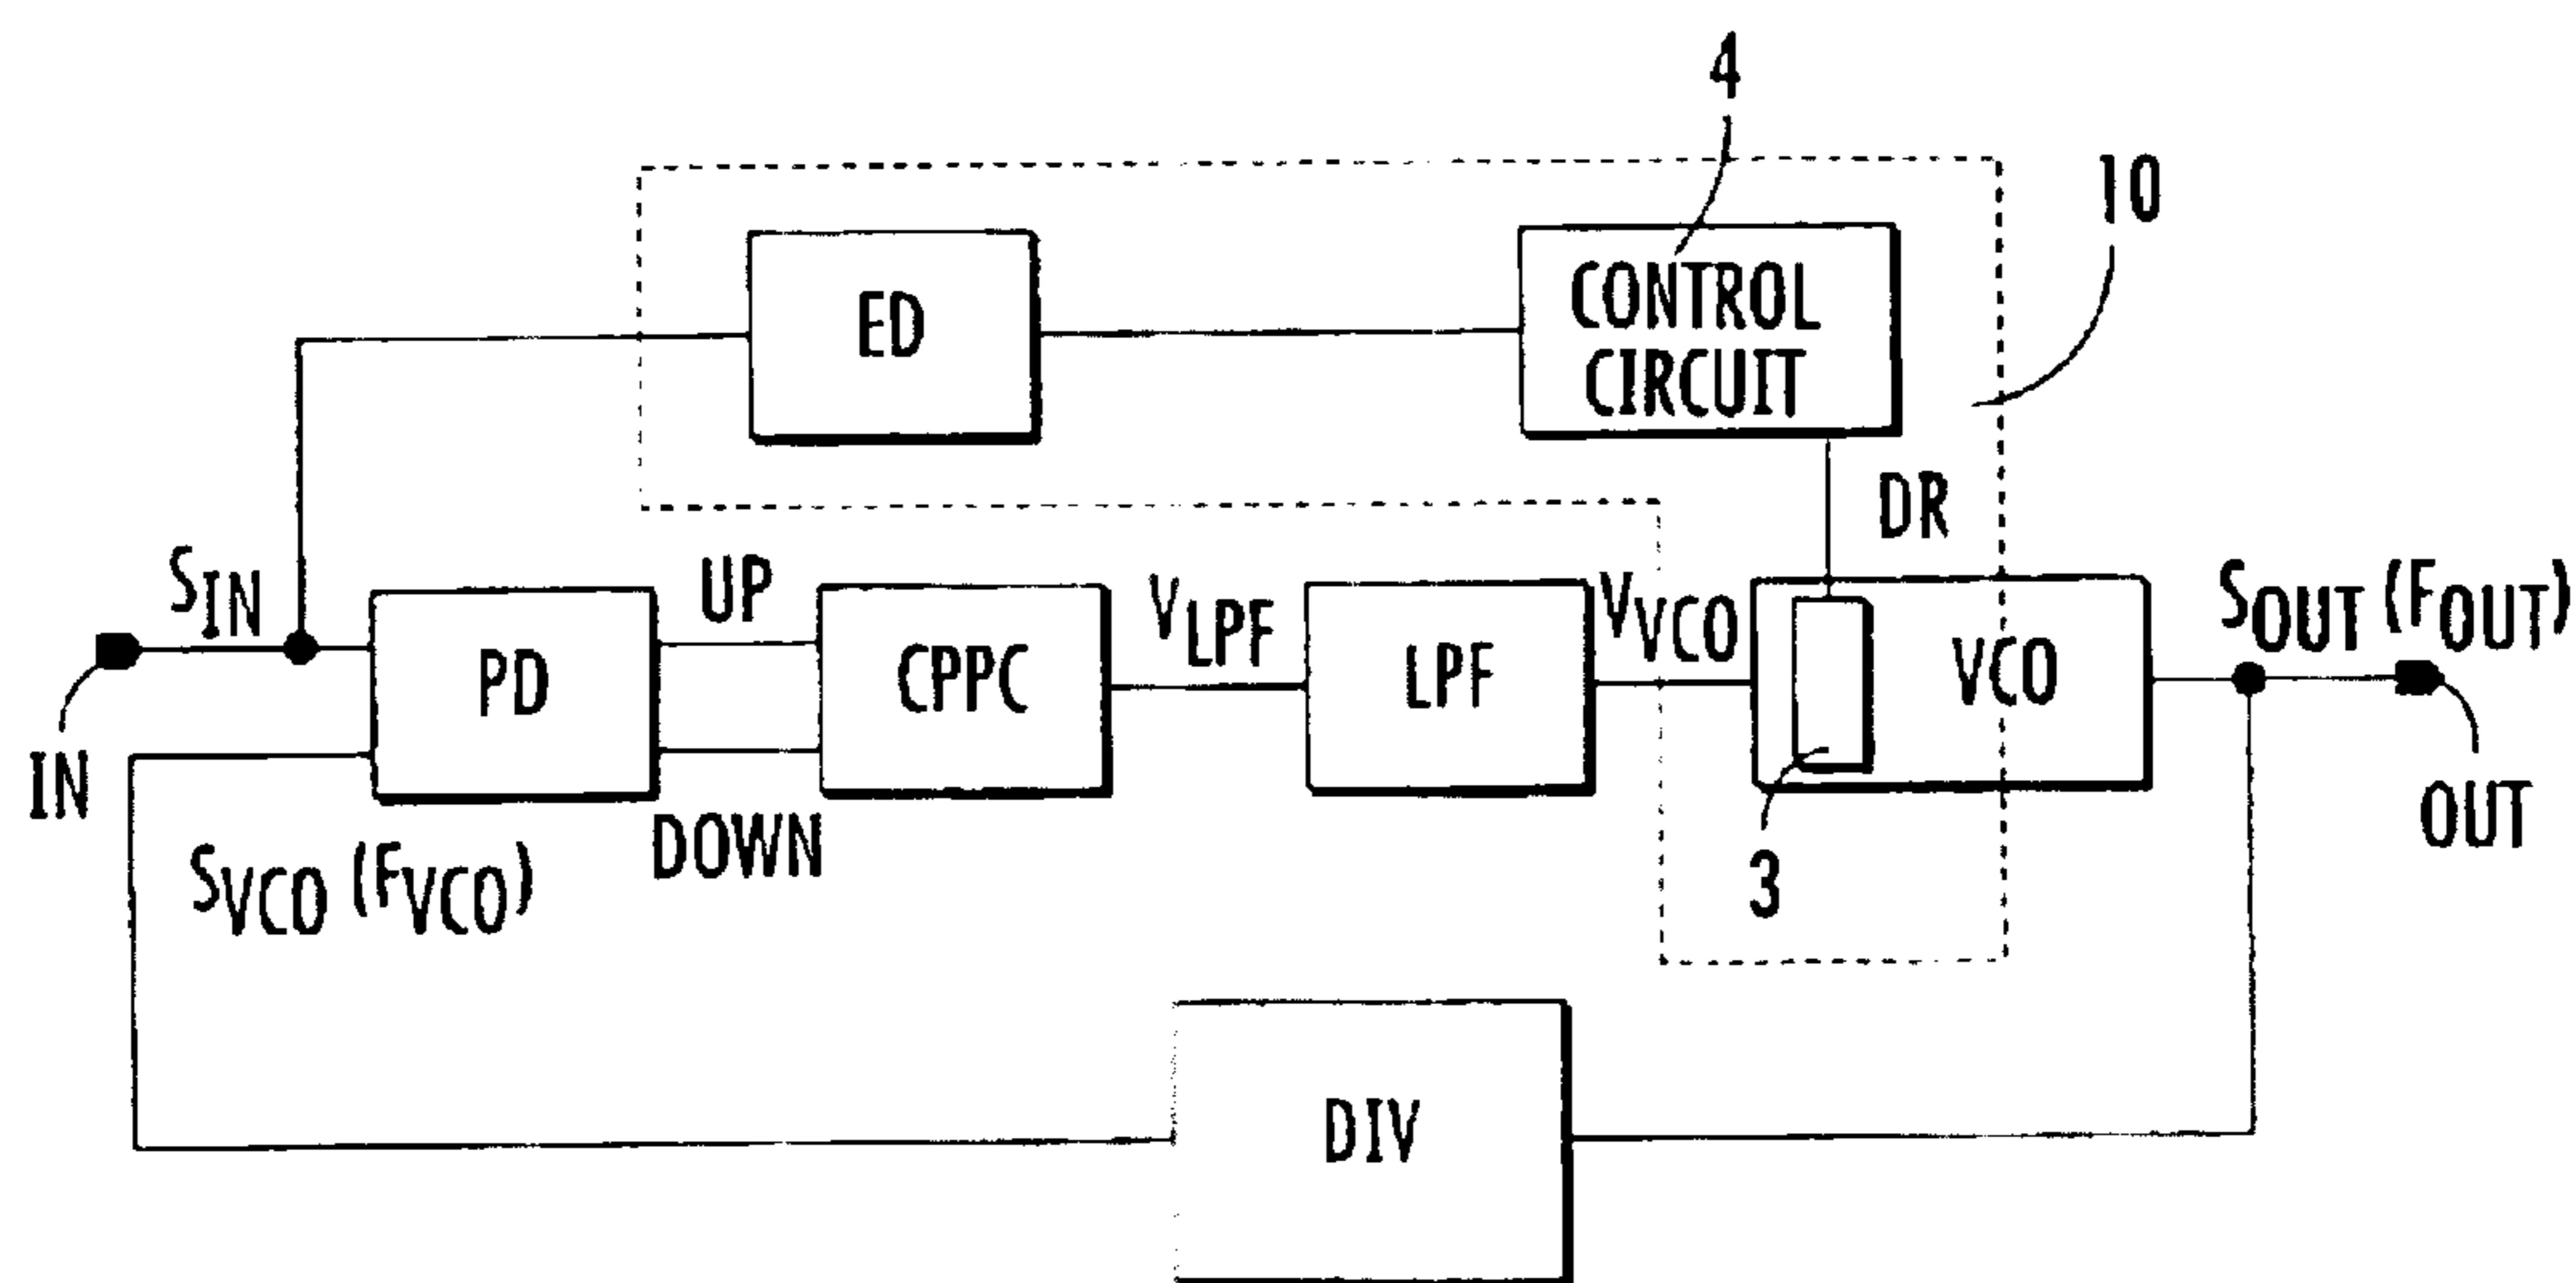 4
10
ED
CONTROL
CIRCUIT
DR
SIN
UP
VLPF
VVCO
SOUT (FOUT)
PD
CPPC
LPF
VCO
IN
OUT
SVCO (FVCO)
DOWN
3
DIV